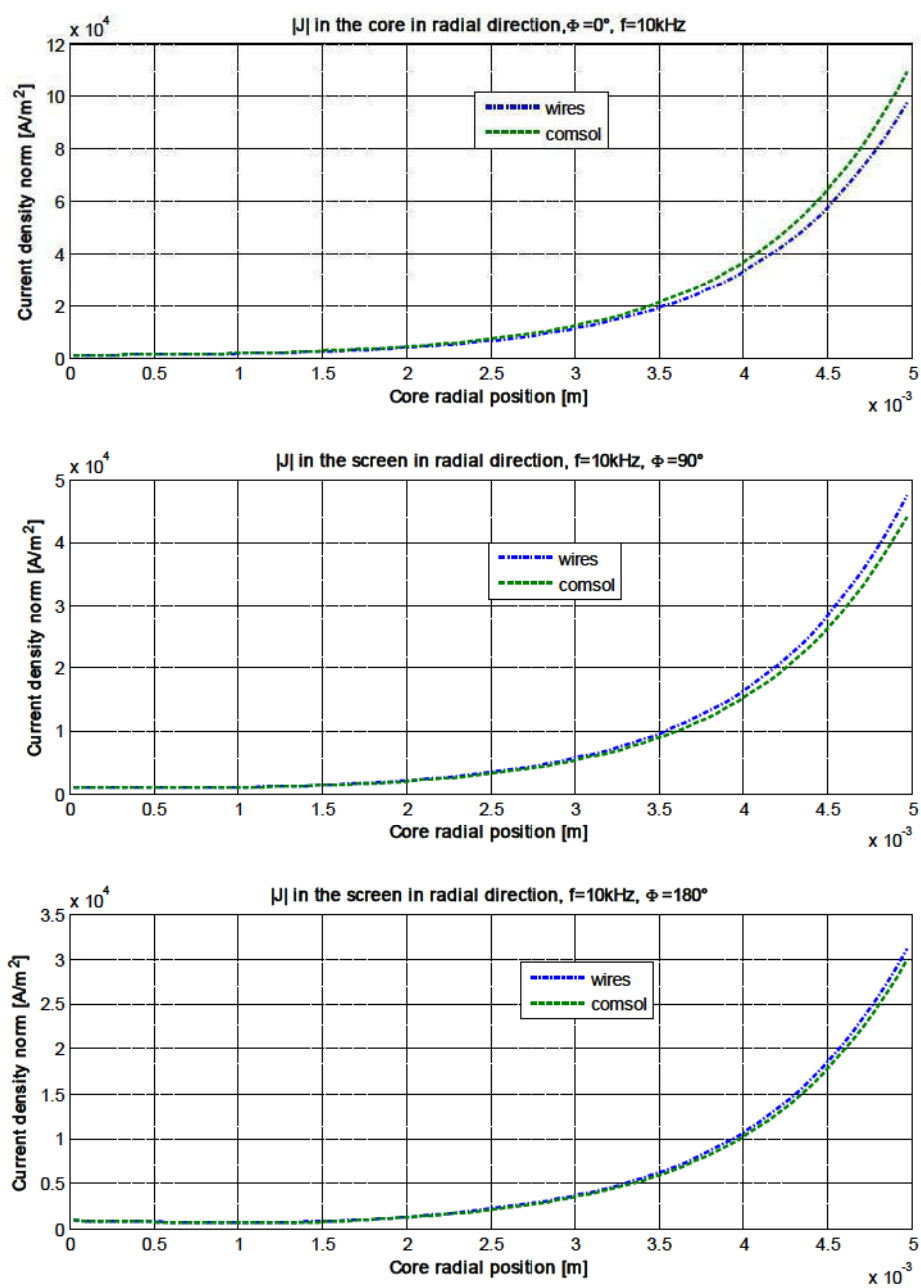 |J| in the core in radial direction,Φ=0°, f=10kHz
x 10^4
12
10
8
6
4
2
0
Current density norm [A/m^2]
wires
comsol
0 0.5 1 1.5 2 2.5 3 3.5 4 4.5 5
Core radial position [m]
x 10^-3
|J| in the screen in radial direction, f=10kHz, Φ=90°
x 10^4
5
4
3
2
1
0
Current density norm [A/m^2]
wires
comsol
0 0.5 1 1.5 2 2.5 3 3.5 4 4.5 5
Core radial position [m]
x 10^-3
|J| in the screen in radial direction, f=10kHz, Φ=180°
x 10^4
3.5
3
2.5
2
1.5
1
0.5
0
Current density norm [A/m^2]
wires
comsol
0 0.5 1 1.5 2 2.5 3 3.5 4 4.5 5
Core radial position [m]
x 10^-3